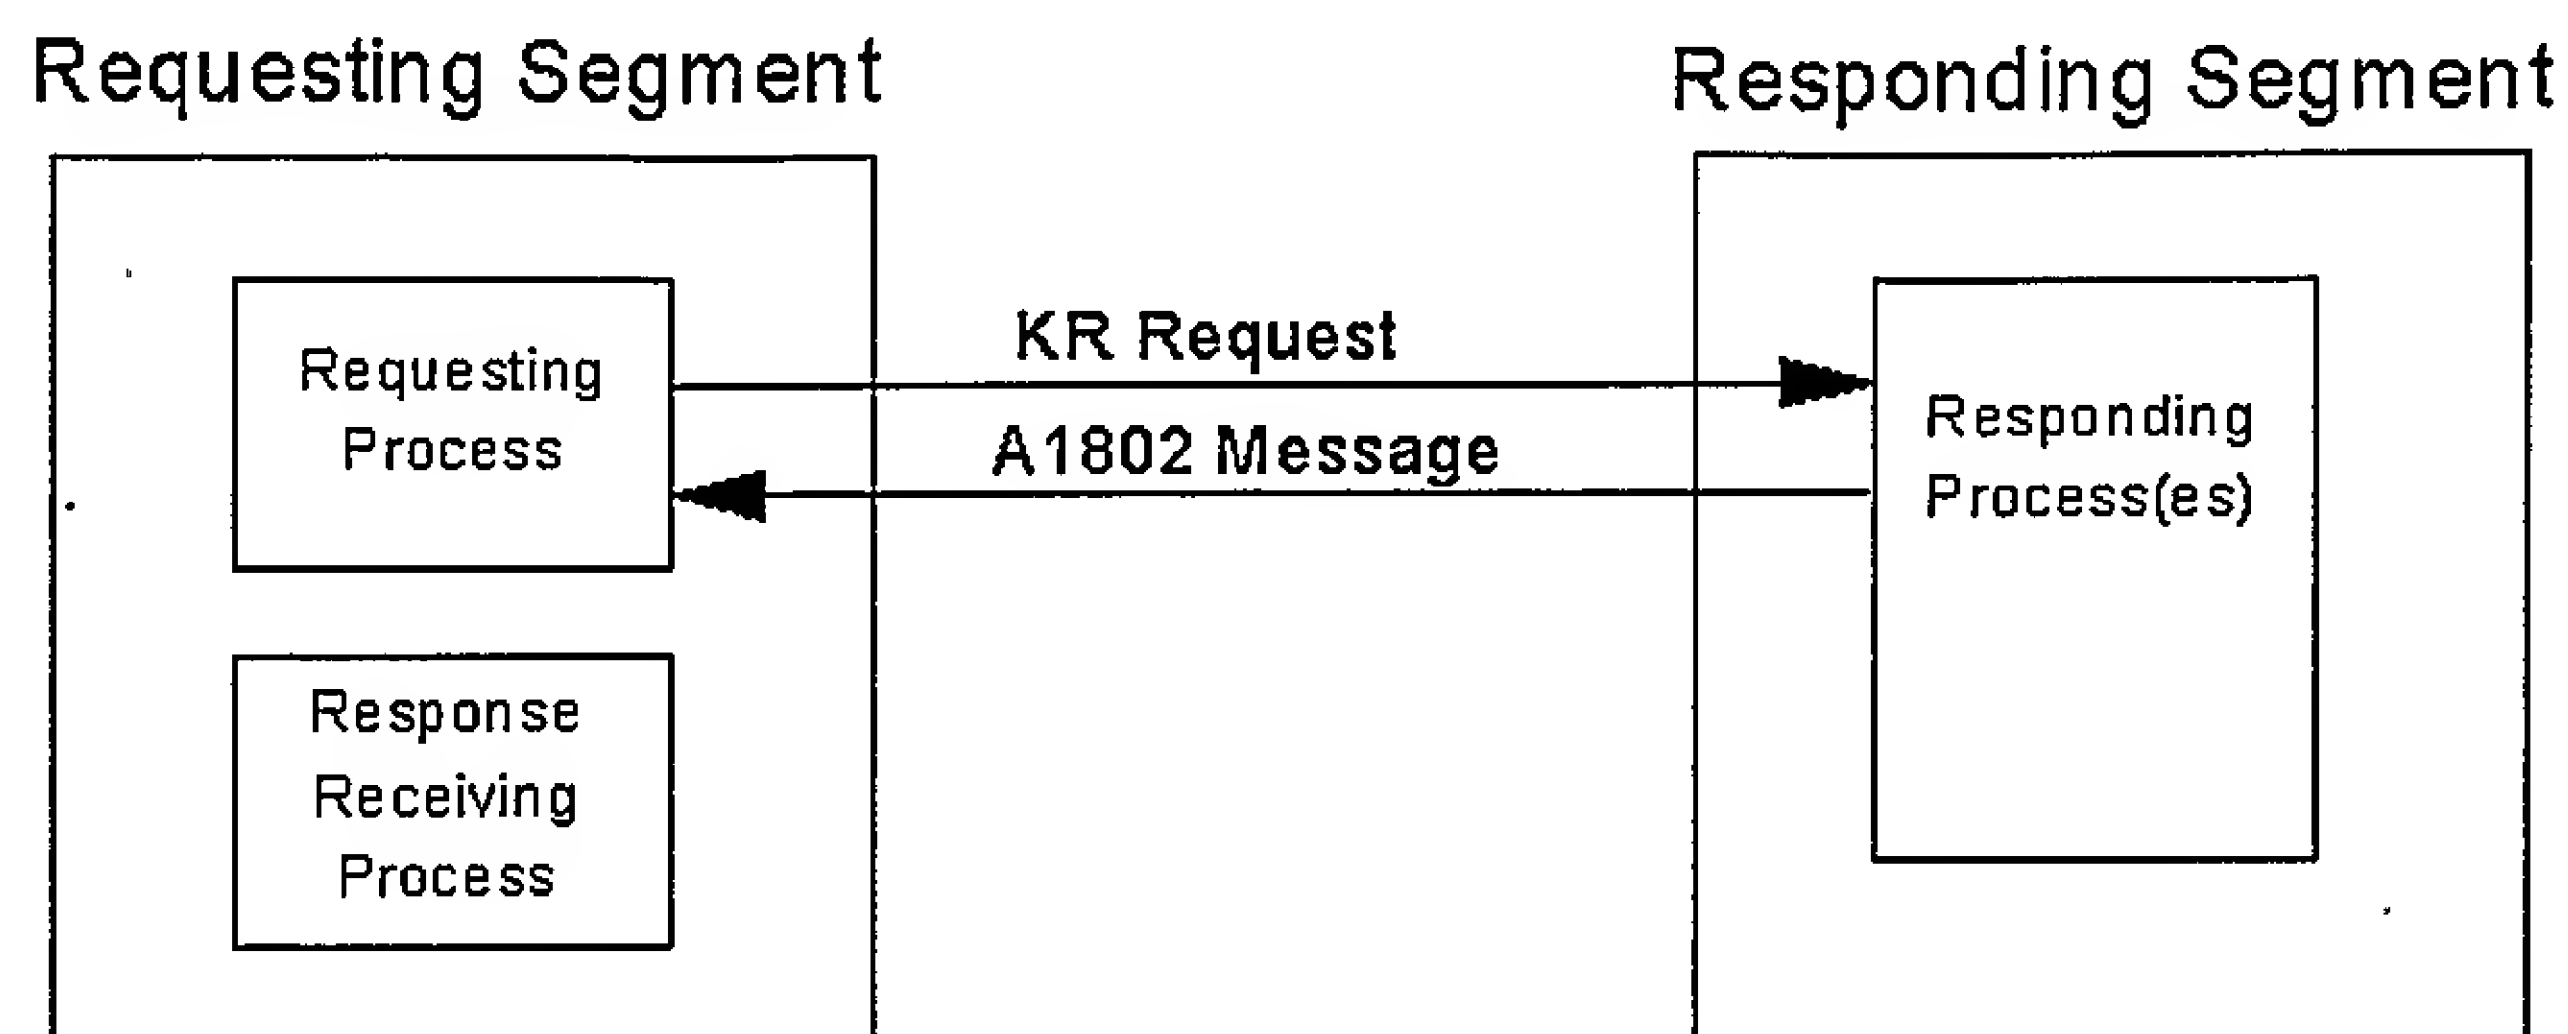 Requesting Segment
Responding Segment
Requesting
Process
KR Request
A1802 Message
Responding
Process(es)
Response
Receiving
Process